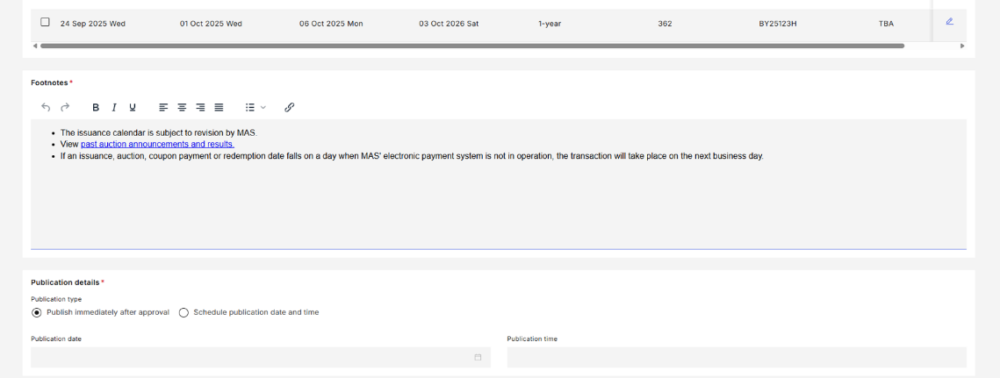 24 Sep 2025 Wed 01 Oct 2025 Wed 06 Oct 2025 Mon 03 Oct 2026 Sat 1-year 362 BY25123H TBA
Footnotes *
B I U
• The issuance calendar is subject to revision by MAS.
• View past auction announcements and results.
• If an issuance, auction, coupon payment or redemption date falls on a day when MAS' electronic payment system is not in operation, the transaction will take place on the next business day.
Publication details *
Publication type
Publish immediately after approval Schedule publication date and time
Publication date Publication time